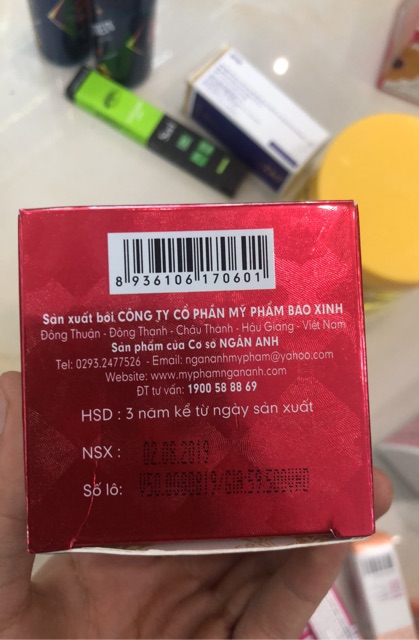 8 936106 170601
Sản xuất bởi CÔNG TY CỔ PHẦN MỸ PHẨM BAO XINH
Đông Thuận - Đông Thạnh - Châu Thành - Hậu Giang - Việt Nam
Sản phẩm của Cơ sở NGÂN ANH
Tel: 0293.2477526 - Email: ngananhmypham@yahoo.com
Website: www.myphamngananh.com
ĐT tư vấn: 1900 58 88 69
HSD : 3 năm kể từ ngày sản xuất
NSX : 02.08.2019
Số lô: